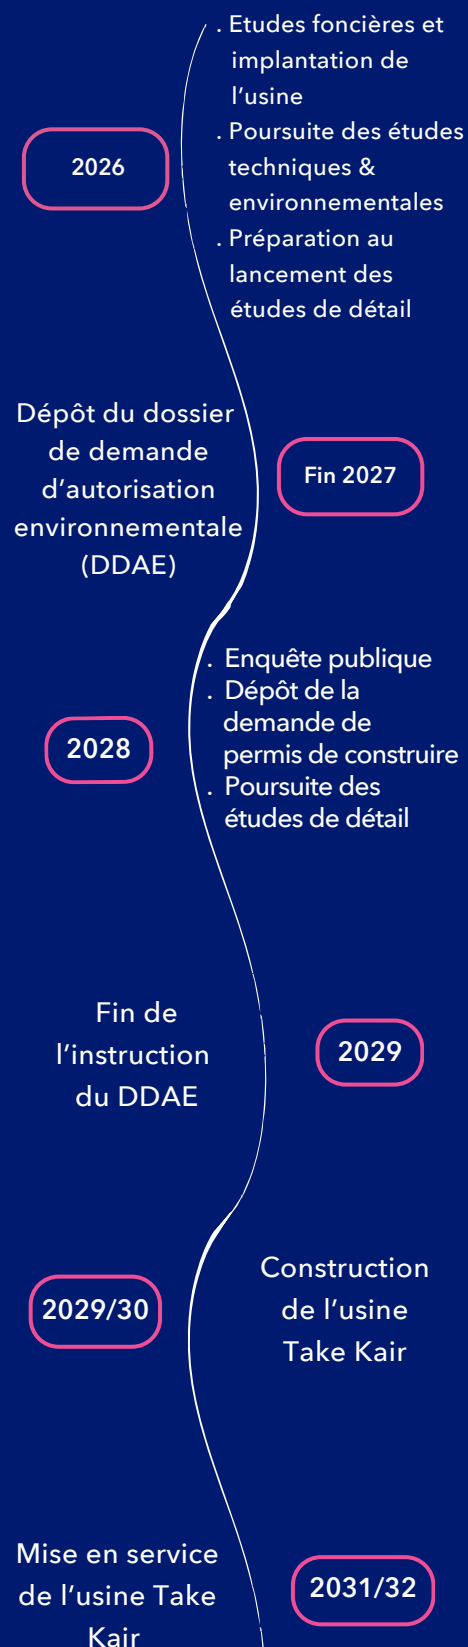 2026
. Etudes foncières et
implantation de
l'usine
. Poursuite des études
techniques &
environnementales
. Préparation au
lancement des
études de détail
Dépôt du dossier
de demande
d'autorisation
environnementale
(DDAE)
Fin 2027
2028
. Enquête publique
. Dépôt de la
demande de
permis de construire
. Poursuite des
études de détail
Fin de
l'instruction
du DDAE
2029
2029/30
Construction
de l'usine
Take Kair
Mise en service
de l'usine Take
Kair
2031/32